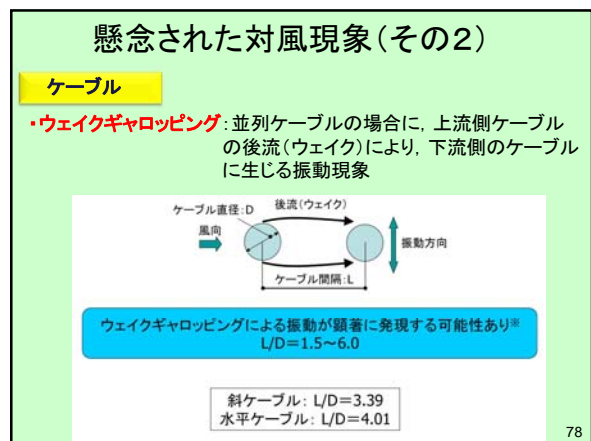 懸念された対風現象(その2)
ケーブル
・ウェイクギャロッピング:並列ケーブルの場合に,上流側ケーブル
の後流(ウェイク)により,下流側のケーブル
に生じる振動現象
ケーブル直径:D
後流(ウェイク)
風向
振動方向
ケーブル間隔:L
ウェイクギャロッピングによる振動が顕著に発現する可能性あり※
L/D=1.5~6.0
斜ケーブル: L/D=3.39
水平ケーブル: L/D=4.01
78